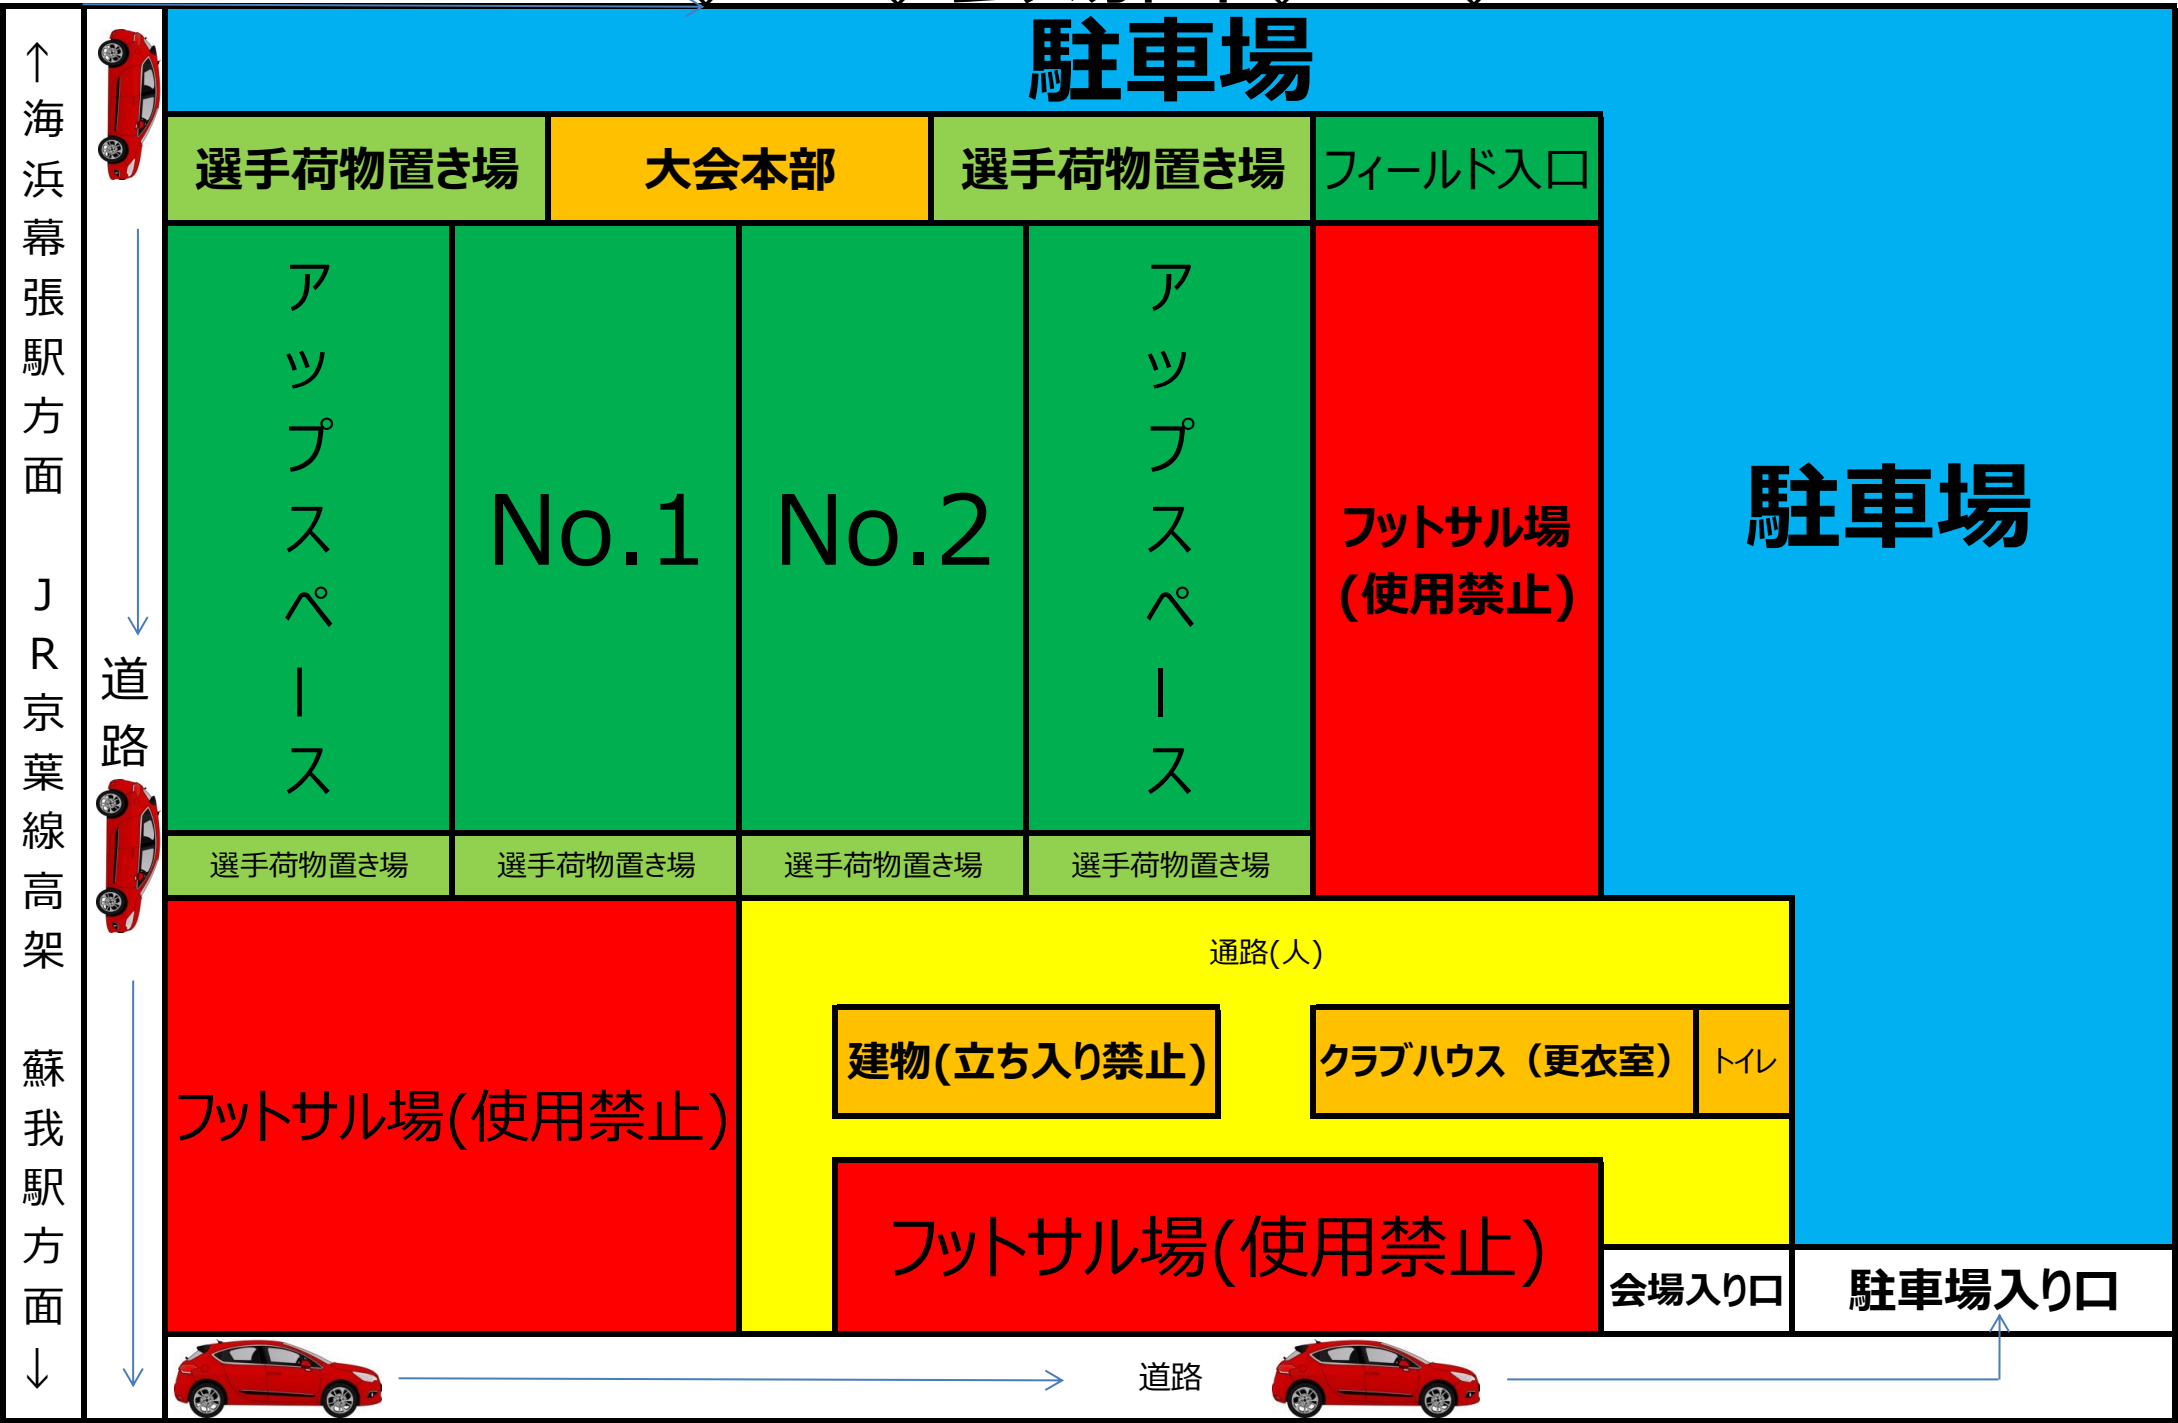 駐車場
選手荷物置き場
大会本部
選手荷物置き場
フィールド入口
↑海浜幕張駅方面 JR京葉線高架 蘇我駅方面↓
道路
アップスペース
No.1
No.2
アップスペース
フットサル場
(使用禁止)
駐車場
選手荷物置き場
選手荷物置き場
選手荷物置き場
選手荷物置き場
通路(人)
建物(立ち入り禁止)
クラブハウス（更衣室）
トイレ
フットサル場(使用禁止)
フットサル場(使用禁止)
会場入り口
駐車場入り口
道路